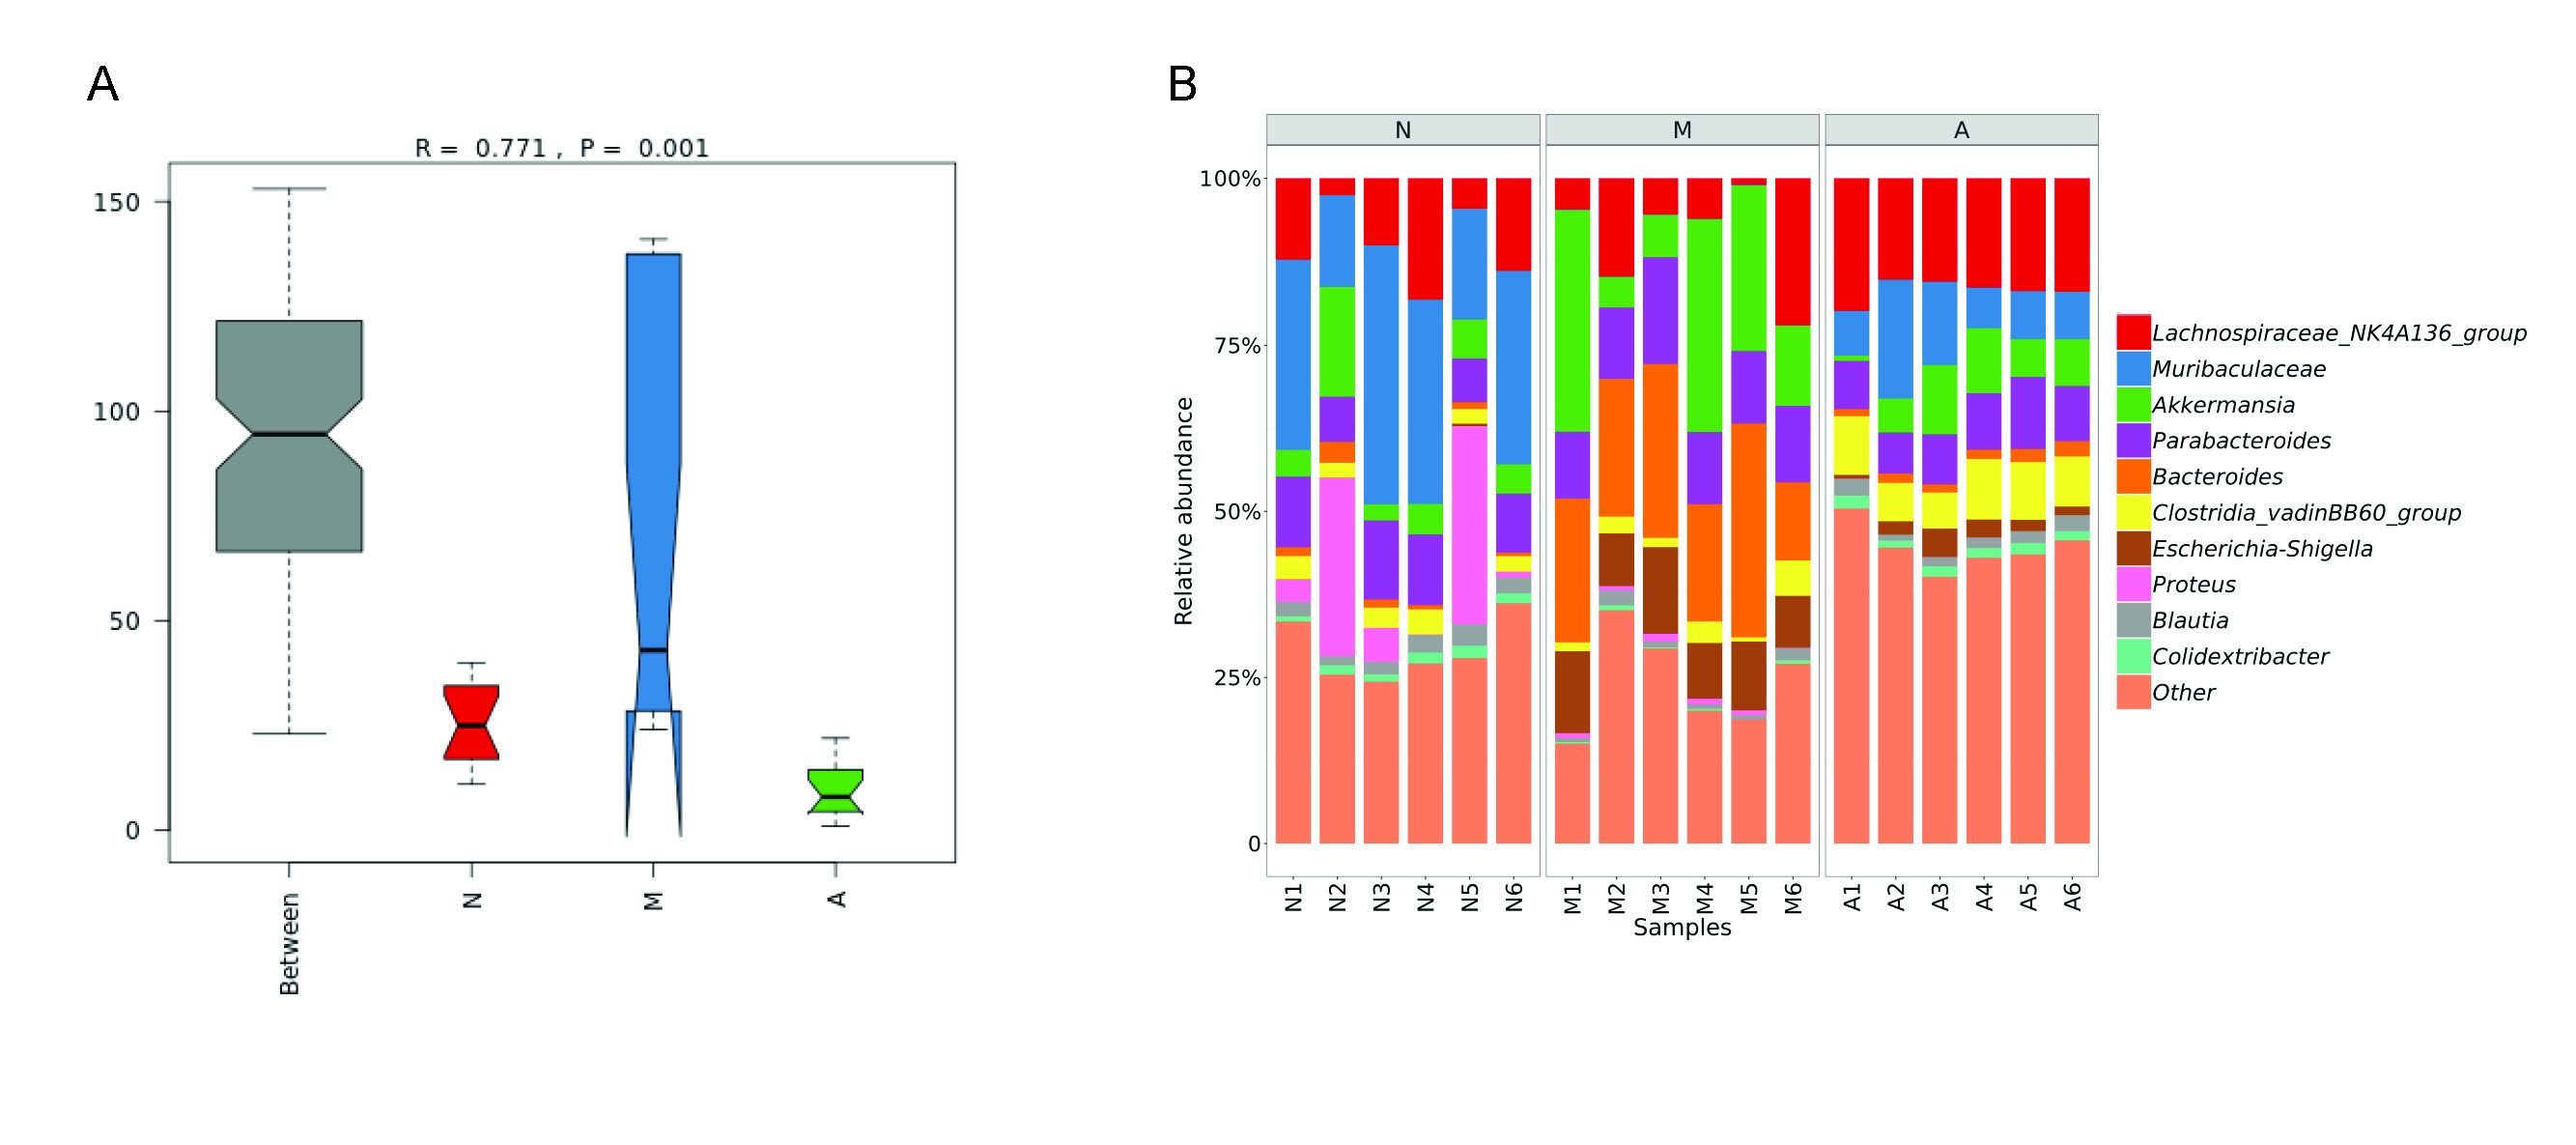 A
R = 0.771 , P = 0.001
150
100
50
0
Between
N
M
A
B
N
M
A
100%
75%
50%
25%
0
Relative abundance
N1
N2
N3
N4
N5
N6
M1
M2
M3
M4
M5
M6
A1
A2
A3
A4
A5
A6
Samples
Lachnospiraceae_NK4A136_group
Muribaculaceae
Akkermansia
Parabacteroides
Bacteroides
Clostridia_vadinBB60_group
Escherichia-Shigella
Proteus
Blautia
Colidextribacter
Other